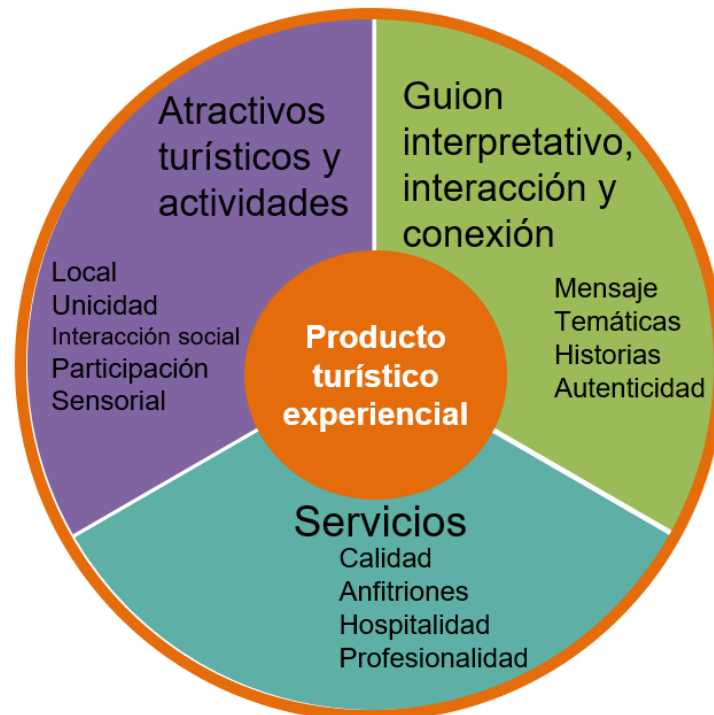 Atractivos
turísticos y
actividades
Local
Unicidad
Interacción social
Participación
Sensorial
Guion
interpretativo,
interacción y
conexión
Mensaje
Temáticas
Historias
Autenticidad
Producto
turístico
experiencial
Servicios
Calidad
Anfitriones
Hospitalidad
Profesionalidad